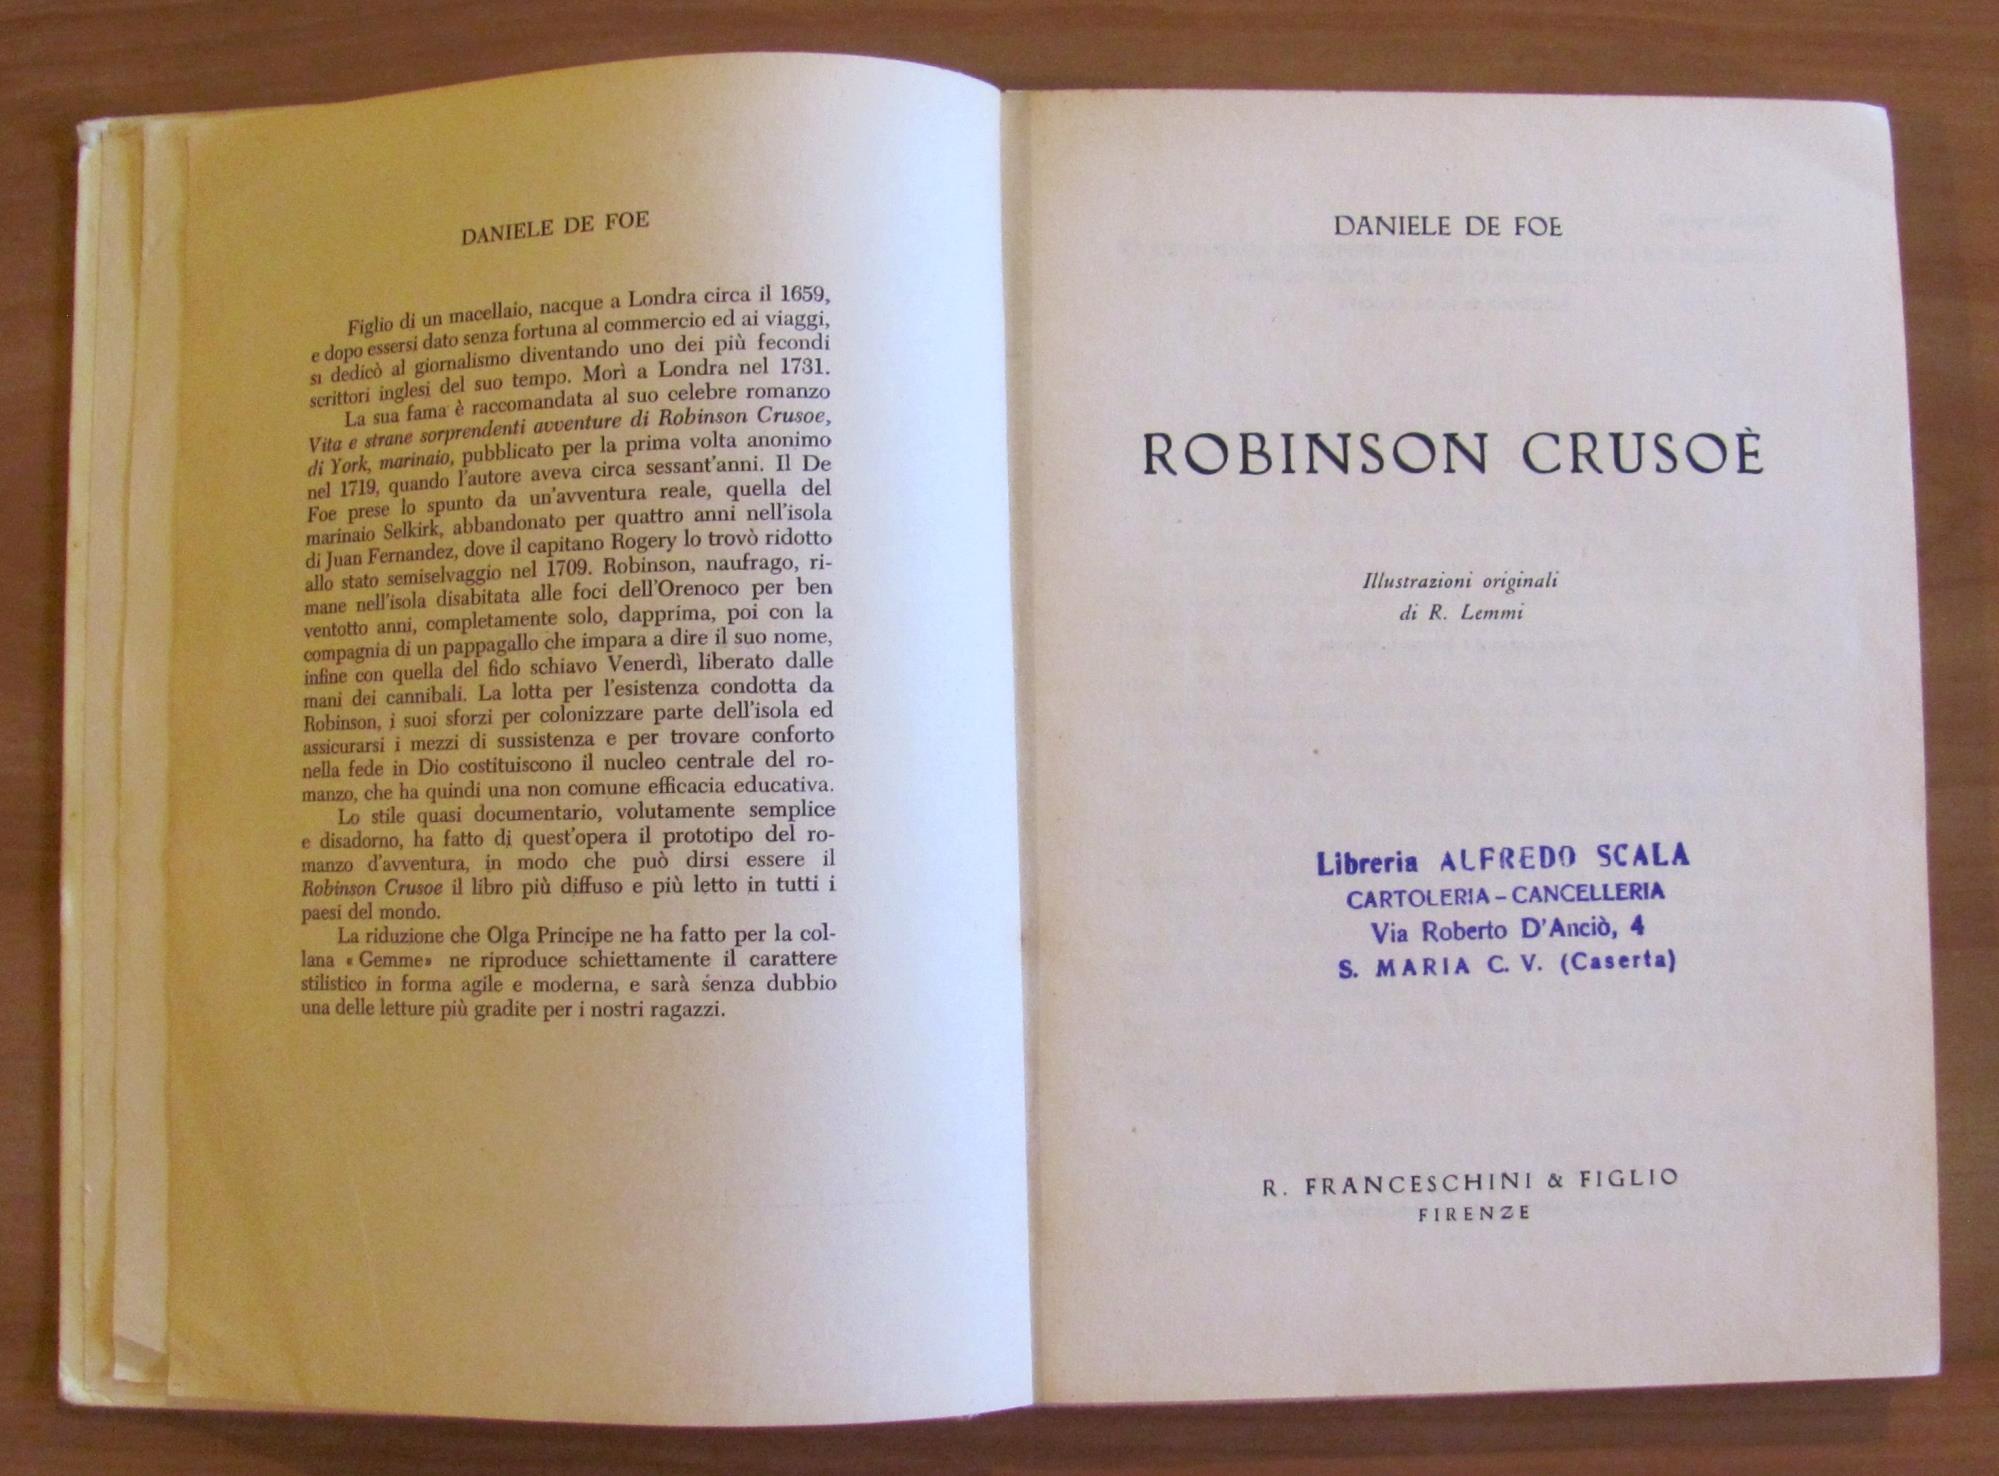 DANIELE DE FOE
Figlio di un macellaio, nacque a Londra circa il 1659,
e dopo essersi dato senza fortuna al commercio ed ai viaggi,
si dedicò al giornalismo diventando uno dei più fecondi
scrittori inglesi del suo tempo. Morì a Londra nel 1731.
La sua fama è raccomandata al suo celebre romanzo
Vita e strane sorprendenti avventure di Robinson Crusoe,
di York, marinaio, pubblicato per la prima volta anonimo
nel 1719, quando l'autore aveva circa sessant'anni. Il De
Foe prese lo spunto da un'avventura reale, quella del
marinaio Selkirk, abbandonato per quattro anni nell'isola
di Juan Fernandez, dove il capitano Rogery lo trovò ridotto
allo stato semiselvaggio nel 1709. Robinson, naufrago, ri-
mane nell'isola disabitata alle foci dell'Orenoco per ben
ventotto anni, completamente solo, dapprima, poi con la
compagnia di un pappagallo che impara a dire il suo nome,
infine con quella del fido schiavo Venerdì, liberato dalle
mani dei cannibali. La lotta per l'esistenza condotta da
Robinson, i suoi sforzi per colonizzare parte dell'isola ed
assicurarsi i mezzi di sussistenza e per trovare conforto
nella fede in Dio costituiscono il nucleo centrale del ro-
manzo, che ha quindi una non comune efficacia educativa.
Lo stile quasi documentario, volutamente semplice
e disadorno, ha fatto di quest'opera il prototipo del ro-
manzo d'avventura, in modo che può dirsi essere il
Robinson Crusoe il libro più diffuso e più letto in tutti i
paesi del mondo.
La riduzione che Olga Principe ne ha fatto per la col-
lana «Gemme» ne riproduce schiettamente il carattere
stilistico in forma agile e moderna, e sarà senza dubbio
una delle letture più gradite per i nostri ragazzi.
DANIELE DE FOE
ROBINSON CRUSOÈ
Illustrazioni originali
di R. Lemmi
Libreria ALFREDO SCALA
CARTOLERIA - CANCELLERIA
Via Roberto D'Anciò, 4
S. MARIA C. V. (Caserta)
R. FRANCESCHINI & FIGLIO
FIRENZE